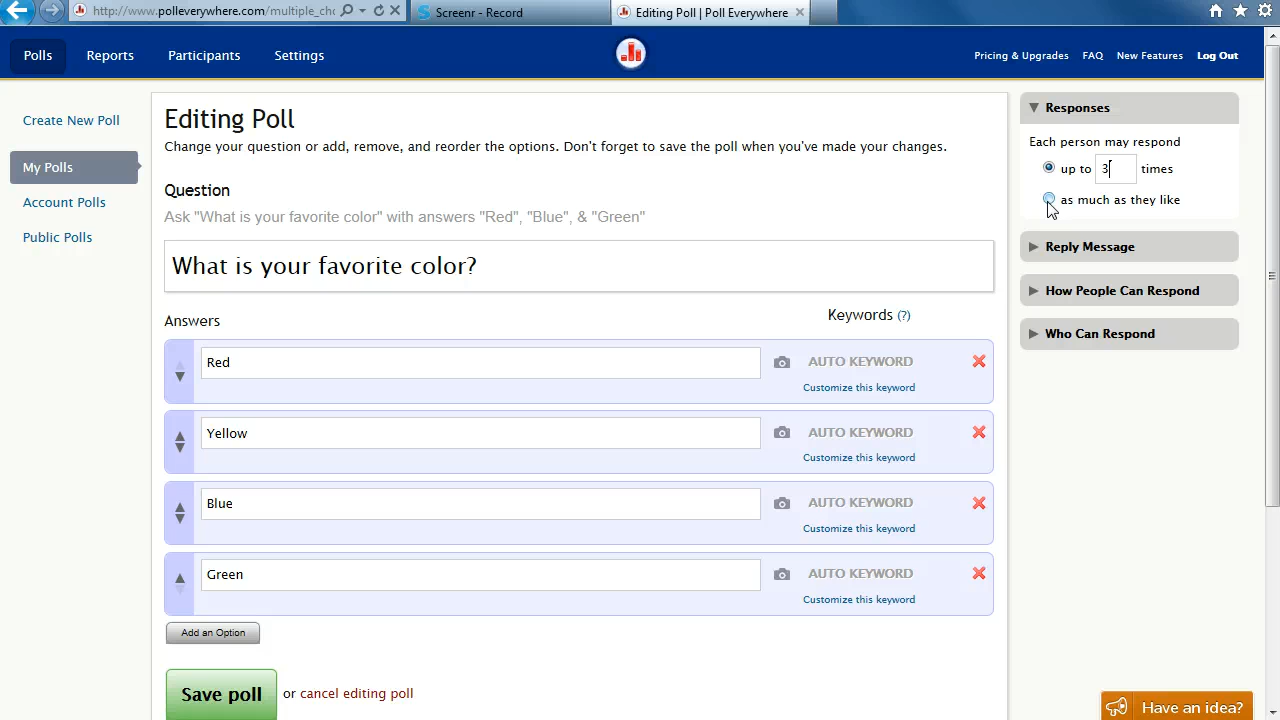 http://www.polleverywhere.com/multiple_ch
Screenr - Record
Editing Poll | Poll Everywhere
Polls
Reports
Participants
Settings
Pricing & Upgrades
FAQ
New Features
Log Out
Create New Poll
My Polls
Account Polls
Public Polls
Editing Poll
Change your question or add, remove, and reorder the options. Don't forget to save the poll when you've made your changes.
Question
Ask "What is your favorite color" with answers "Red", "Blue", & "Green"
What is your favorite color?
Answers
Keywords (?)
Red
AUTO KEYWORD
Customize this keyword
Yellow
AUTO KEYWORD
Customize this keyword
Blue
AUTO KEYWORD
Customize this keyword
Green
AUTO KEYWORD
Customize this keyword
Add an Option
Save poll or cancel editing poll
Responses
Each person may respond
up to 3 times
as much as they like
Reply Message
How People Can Respond
Who Can Respond
Have an idea?